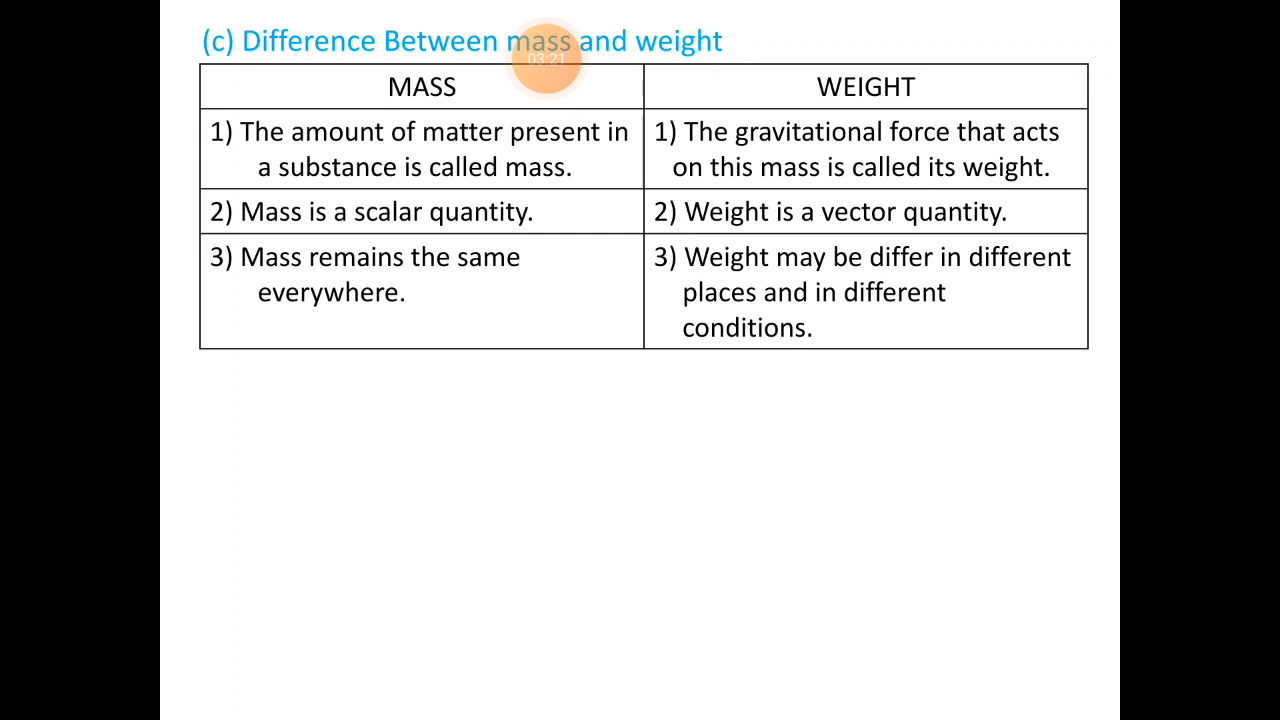 (c) Difference Between mass and weight
03:21
MASS
WEIGHT
1) The amount of matter present in
a substance is called mass.
1) The gravitational force that acts
on this mass is called its weight.
2) Mass is a scalar quantity.
2) Weight is a vector quantity.
3) Mass remains the same
everywhere.
3) Weight may be differ in different
places and in different
conditions.